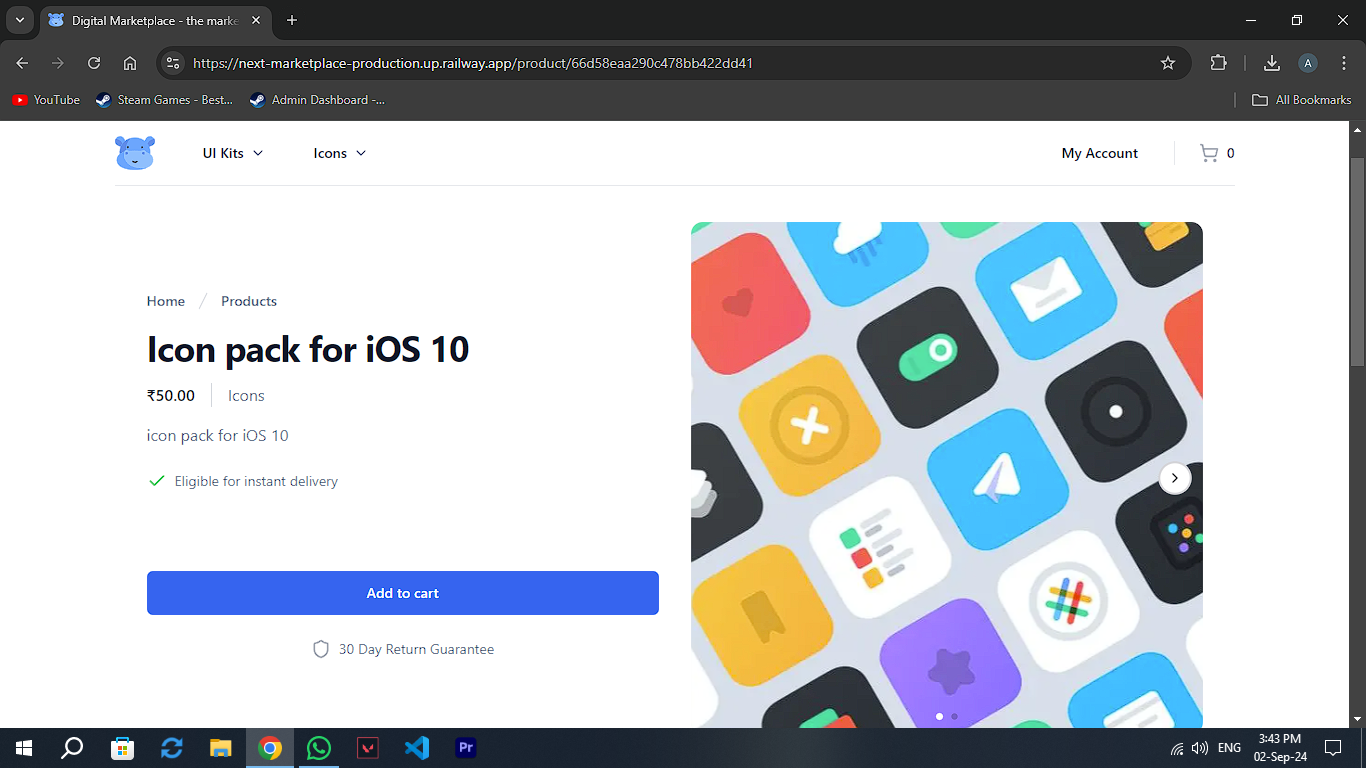 Digital Marketplace - the marke
https://next-marketplace-production.up.railway.app/product/66d58eaa290c478bb422dd41
A
YouTube
Steam Games - Best...
Admin Dashboard -...
All Bookmarks
UI Kits
Icons
My Account
0
Home / Products
Icon pack for iOS 10
₹50.00
Icons
icon pack for iOS 10
Eligible for instant delivery
Add to cart
30 Day Return Guarantee
Pr
ENG
3:43 PM
02-Sep-24